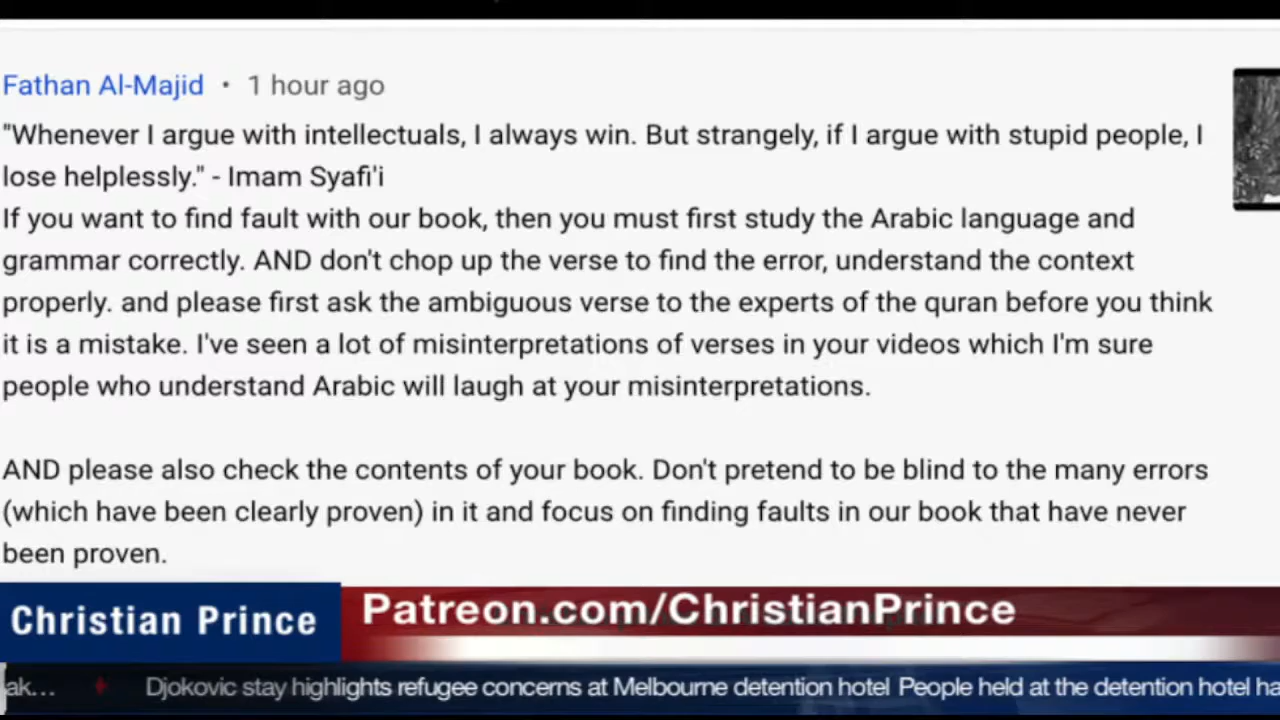 Fathan Al-Majid • 1 hour ago
"Whenever I argue with intellectuals, I always win. But strangely, if I argue with stupid people, I
lose helplessly." - Imam Syafi'i
If you want to find fault with our book, then you must first study the Arabic language and
grammar correctly. AND don't chop up the verse to find the error, understand the context
properly. and please first ask the ambiguous verse to the experts of the quran before you think
it is a mistake. I've seen a lot of misinterpretations of verses in your videos which I'm sure
people who understand Arabic will laugh at your misinterpretations.
AND please also check the contents of your book. Don't pretend to be blind to the many errors
(which have been clearly proven) in it and focus on finding faults in our book that have never
been proven.
Christian Prince
Patreon.com/ChristianPrince
ak... Djokovic stay highlights refugee concerns at Melbourne detention hotel People held at the detention hotel ha